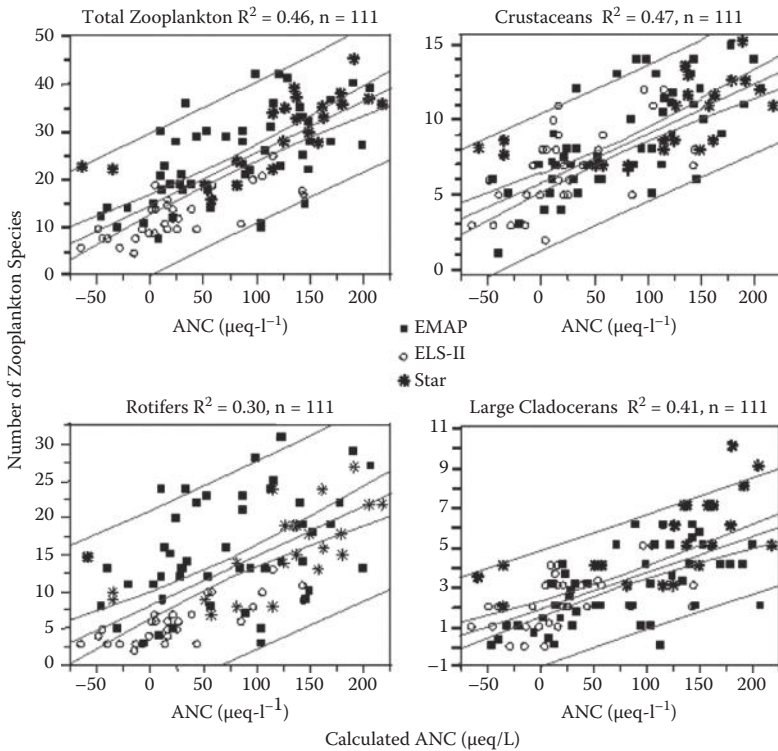 Total Zooplankton R² = 0.46, n = 111
Crustaceans R² = 0.47, n = 111
50
40
30
20
10
0
15
10
5
0
−50 0 50 100 150 200
−50 0 50 100 150 200
ANC (μeq-l⁻¹)
ANC (μeq-l⁻¹)
Number of Zooplankton Species
EMAP
ELS-II
Star
Rotifers R² = 0.30, n = 111
Large Cladocerans R² = 0.41, n = 111
30
25
20
15
10
5
0
11
9
7
5
3
1
−1
−50 0 50 100 150 200
−50 0 50 100 150 200
ANC (μeq-l⁻¹)
ANC (μeq-l⁻¹)
Calculated ANC (μeq/L)